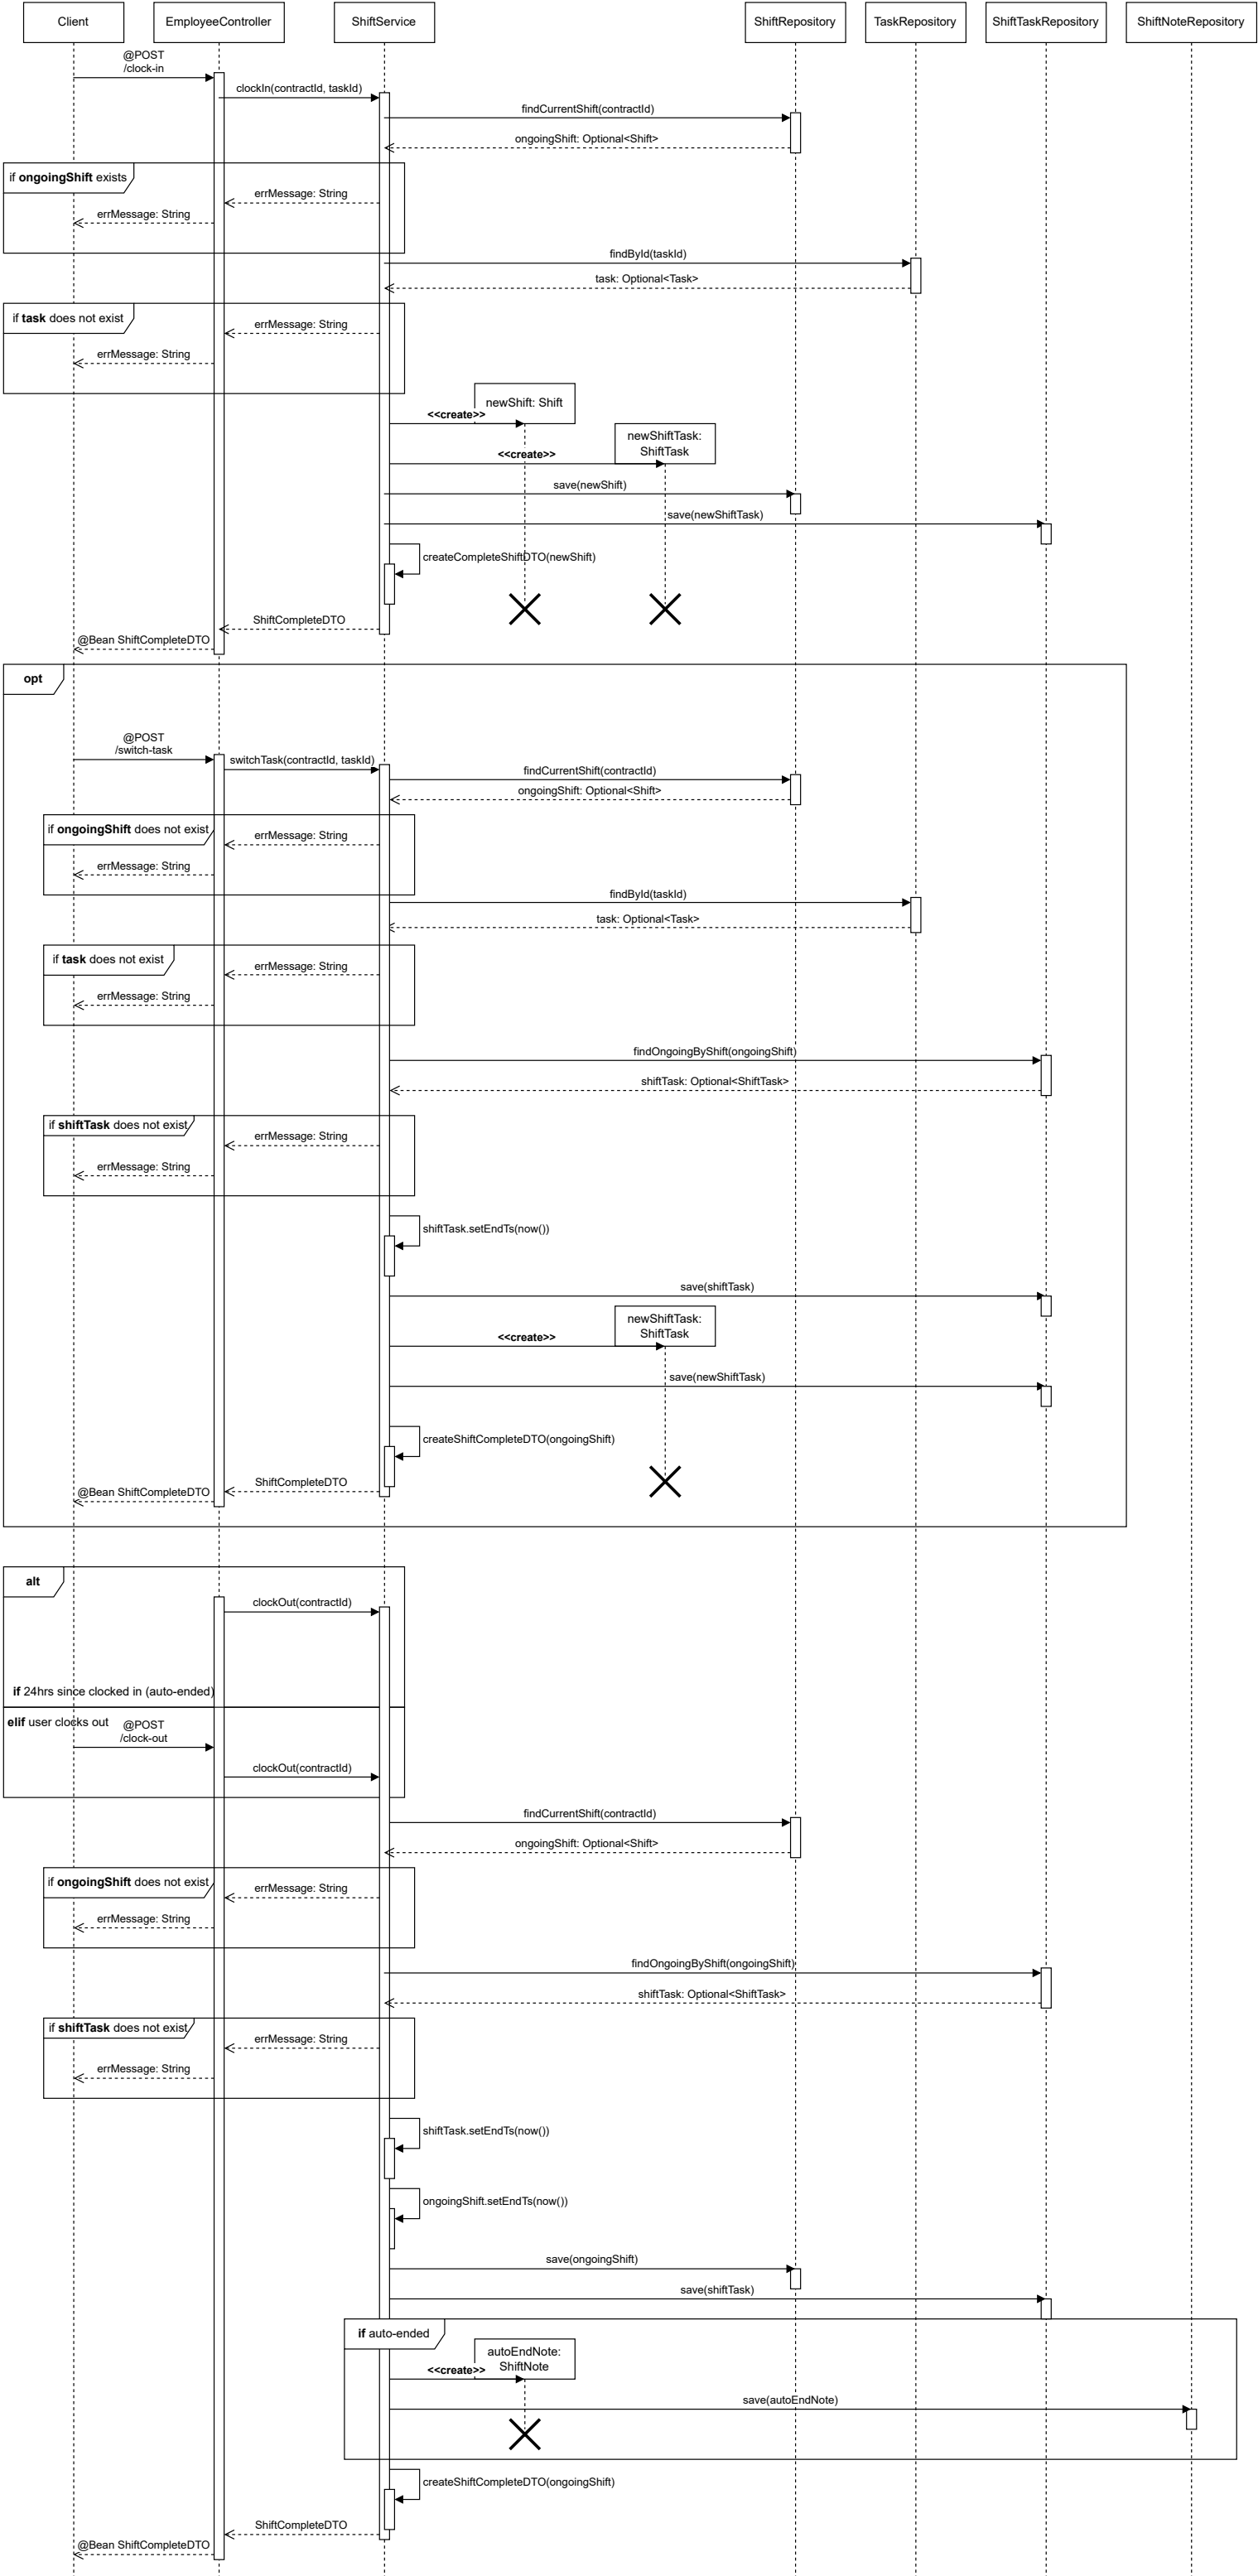 Client
EmployeeController
ShiftService
ShiftRepository
TaskRepository
ShiftTaskRepository
ShiftNoteRepository
@POST
/clock-in
clockIn(contractId, taskId)
findCurrentShift(contractId)
ongoingShift: Optional<Shift>
if ongoingShift exists
errMessage: String
errMessage: String
findById(taskId)
task: Optional<Task>
if task does not exist
errMessage: String
errMessage: String
newShift: Shift
<<create>>
newShiftTask:
ShiftTask
<<create>>
save(newShift)
save(newShiftTask)
createCompleteShiftDTO(newShift)
ShiftCompleteDTO
@Bean ShiftCompleteDTO
opt
@POST
/switch-task
switchTask(contractId, taskId)
findCurrentShift(contractId)
ongoingShift: Optional<Shift>
if ongoingShift does not exist
errMessage: String
errMessage: String
findById(taskId)
task: Optional<Task>
if task does not exist
errMessage: String
errMessage: String
findOngoingByShift(ongoingShift)
shiftTask: Optional<ShiftTask>
if shiftTask does not exist
errMessage: String
errMessage: String
shiftTask.setEndTs(now())
save(shiftTask)
newShiftTask:
ShiftTask
<<create>>
save(newShiftTask)
createShiftCompleteDTO(ongoingShift)
ShiftCompleteDTO
@Bean ShiftCompleteDTO
alt
clockOut(contractId)
if 24hrs since clocked in (auto-ended)
elif user clocks out
@POST
/clock-out
clockOut(contractId)
findCurrentShift(contractId)
ongoingShift: Optional<Shift>
if ongoingShift does not exist
errMessage: String
errMessage: String
findOngoingByShift(ongoingShift)
shiftTask: Optional<ShiftTask>
if shiftTask does not exist
errMessage: String
errMessage: String
shiftTask.setEndTs(now())
ongoingShift.setEndTs(now())
save(ongoingShift)
save(shiftTask)
if auto-ended
autoEndNote:
ShiftNote
<<create>>
save(autoEndNote)
createShiftCompleteDTO(ongoingShift)
ShiftCompleteDTO
@Bean ShiftCompleteDTO